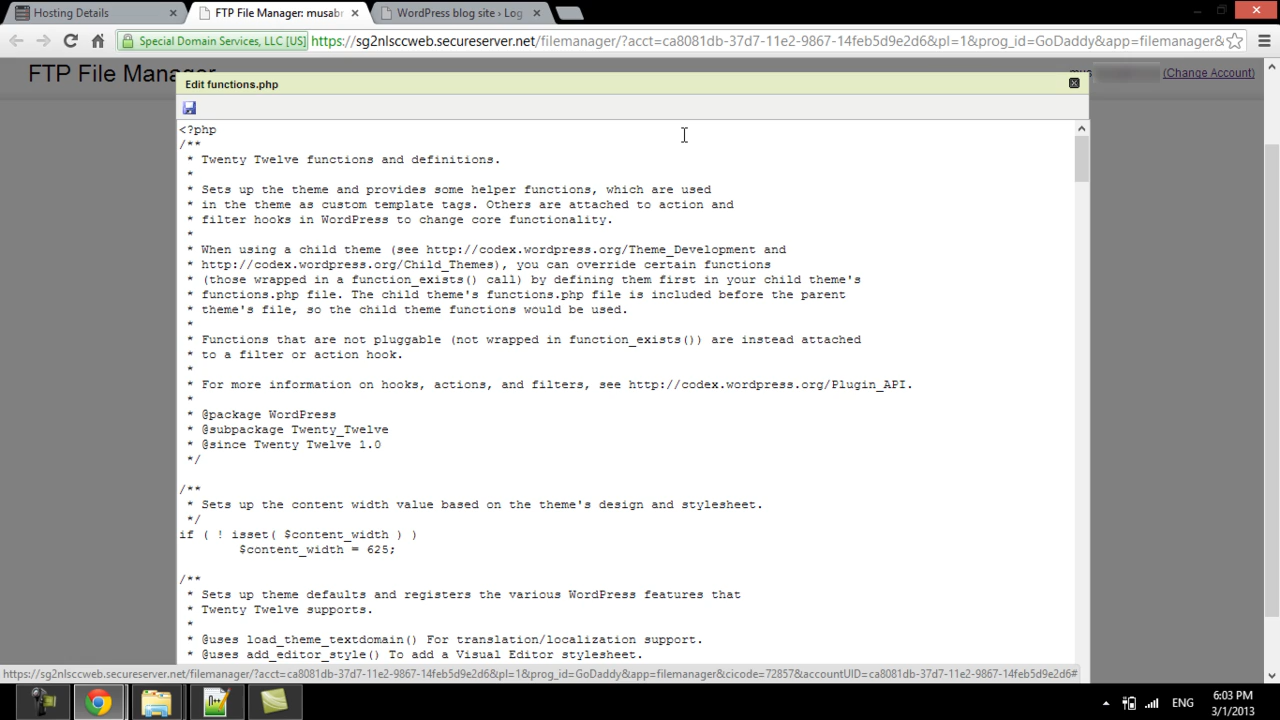 Hosting Details
FTP File Manager: musabr
WordPress blog site › Log
Special Domain Services, LLC [US]
https://sg2nlsccweb.secureserver.net/filemanager/?acct=ca8081db-37d7-11e2-9867-14feb5d9e2d6&pl=1&prog_id=GoDaddy&app=filemanager&
FTP File Manager
(Change Account)
Edit functions.php
<?php
/**
* Twenty Twelve functions and definitions.
*
* Sets up the theme and provides some helper functions, which are used
* in the theme as custom template tags. Others are attached to action and
* filter hooks in WordPress to change core functionality.
*
* When using a child theme (see http://codex.wordpress.org/Theme_Development and
* http://codex.wordpress.org/Child_Themes), you can override certain functions
* (those wrapped in a function_exists() call) by defining them first in your child theme's
* functions.php file. The child theme's functions.php file is included before the parent
* theme's file, so the child theme functions would be used.
*
* Functions that are not pluggable (not wrapped in function_exists()) are instead attached
* to a filter or action hook.
*
* For more information on hooks, actions, and filters, see http://codex.wordpress.org/Plugin_API.
*
* @package WordPress
* @subpackage Twenty_Twelve
* @since Twenty Twelve 1.0
*/
/**
* Sets up the content width value based on the theme's design and stylesheet.
*/
if ( ! isset( $content_width ) )
$content_width = 625;
/**
* Sets up theme defaults and registers the various WordPress features that
* Twenty Twelve supports.
*
* @uses load_theme_textdomain() For translation/localization support.
* @uses add_editor_style() To add a Visual Editor stylesheet.
https://sg2nlsccweb.secureserver.net/filemanager/?acct=ca8081db-37d7-11e2-9867-14feb5d9e2d6&pl=1&prog_id=GoDaddy&app=filemanager&cicode=72857&accountUID=ca8081db-37d7-11e2-9867-14feb5d9e2d6#
ENG
6:03 PM
3/1/2013